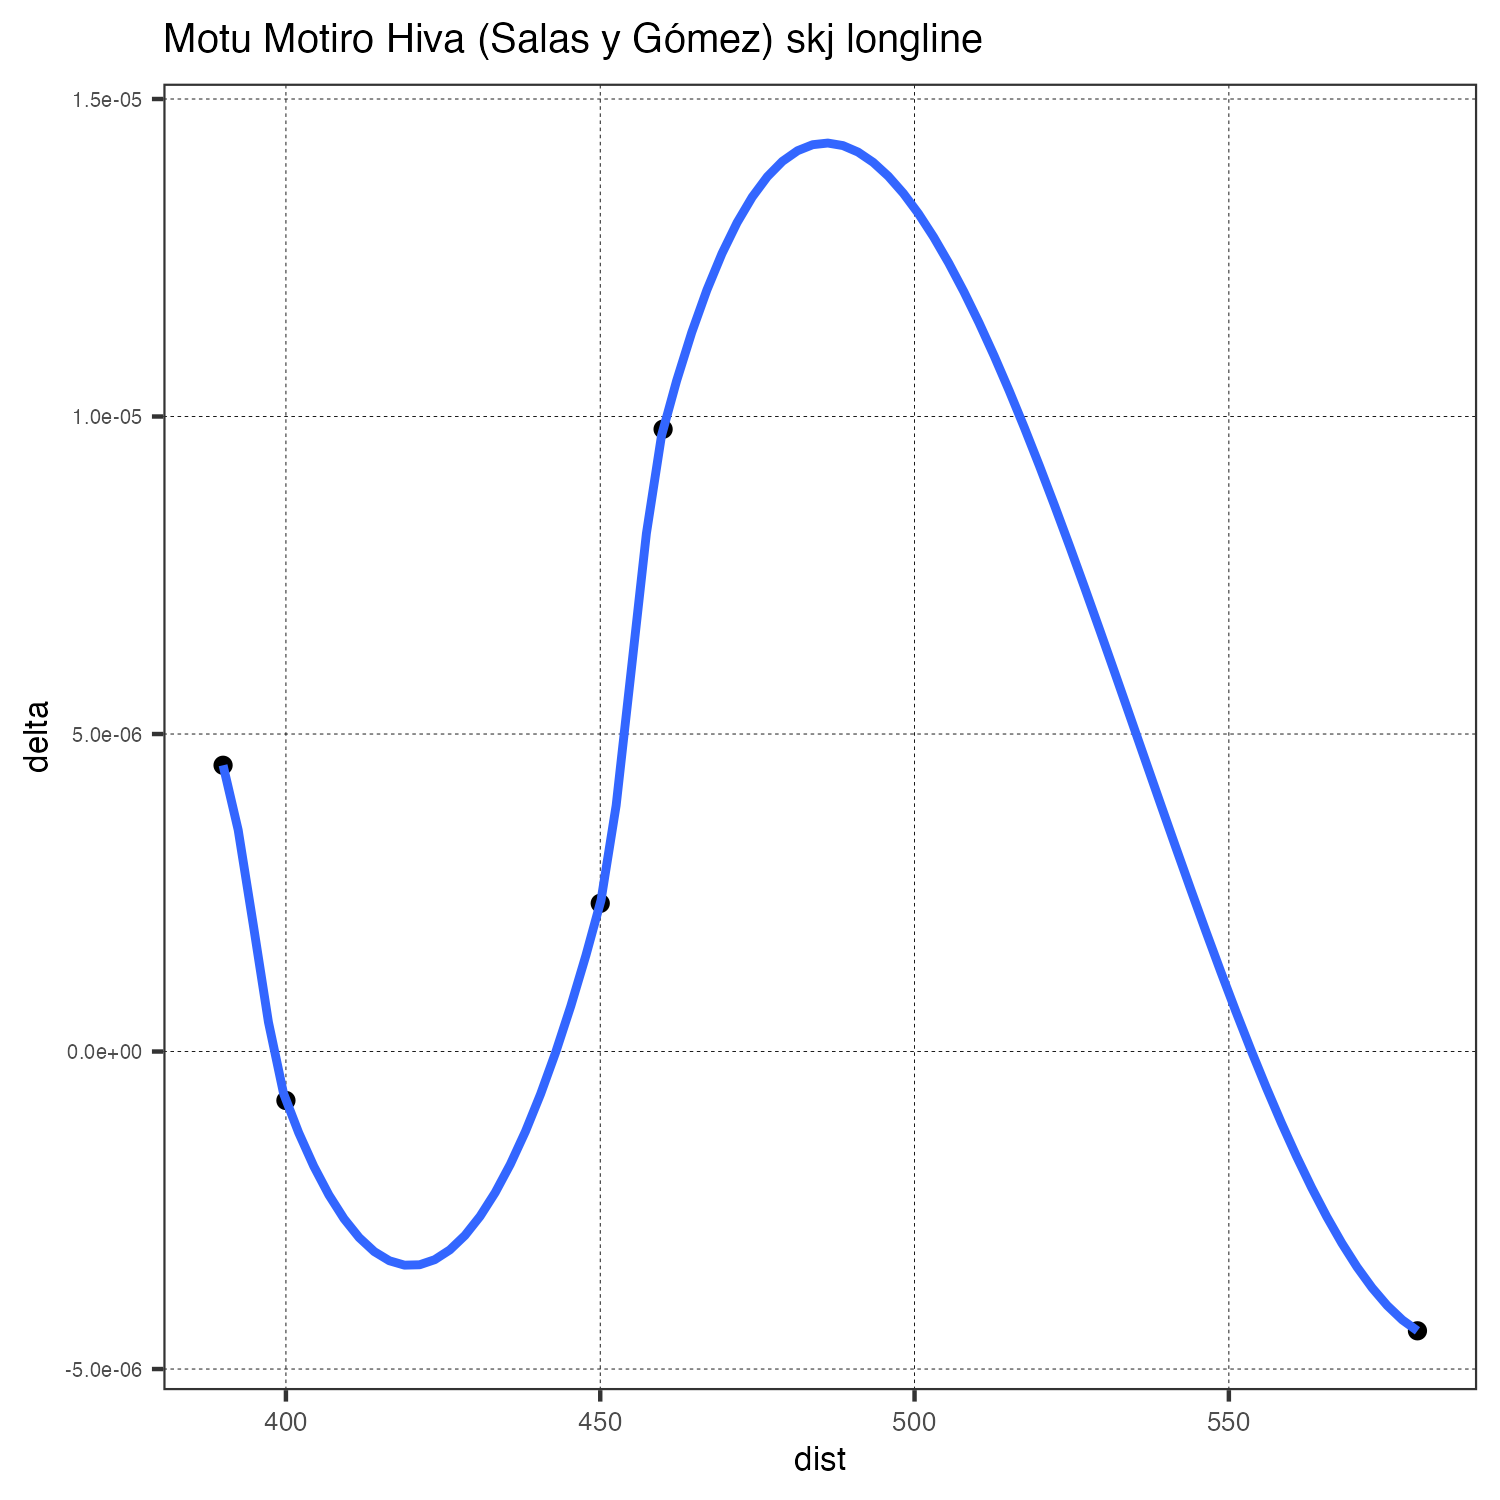 Motu Motiro Hiva (Salas y Gómez) skj longline
1.5e-05
1.0e-05
5.0e-06
0.0e+00
-5.0e-06
delta
400 450 500 550
dist